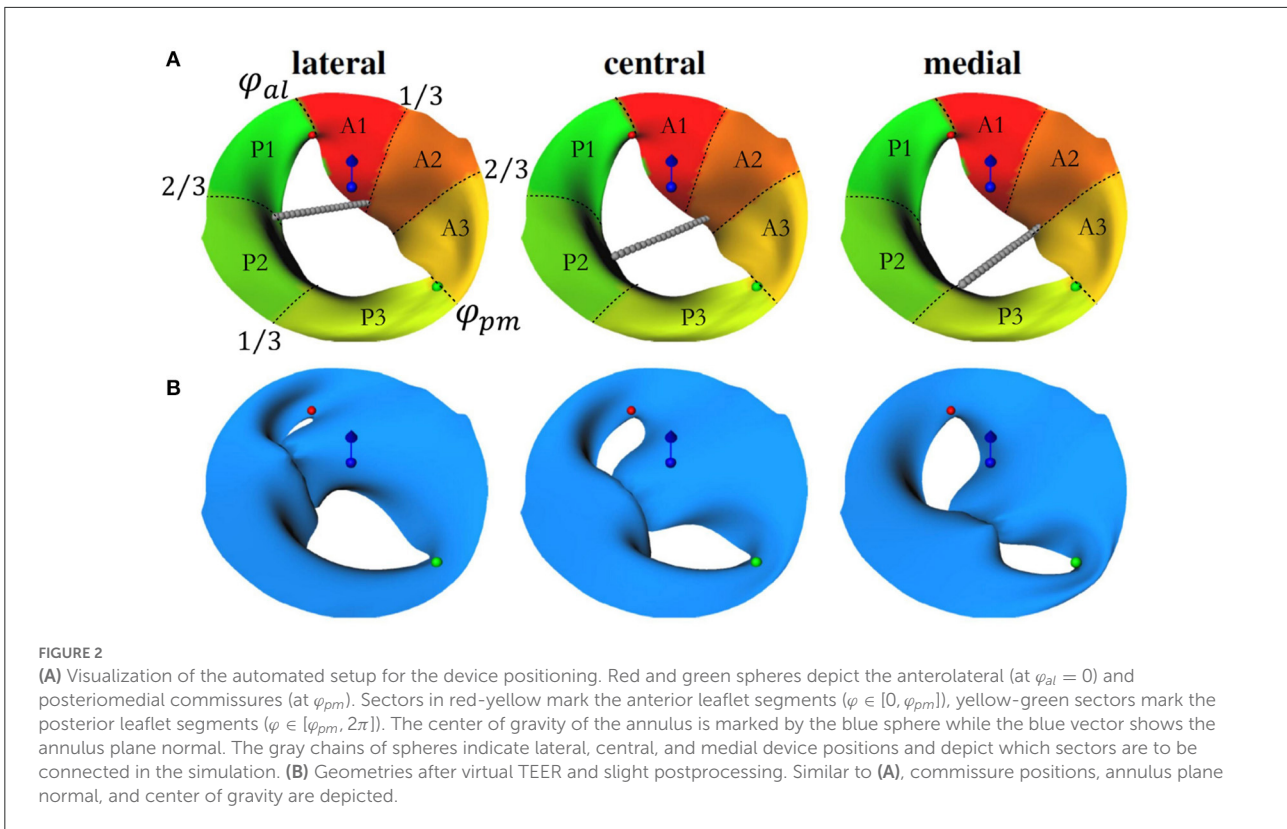 A
lateral central medial
φ_al 1/3
A1 A1 A1
P1 A2 P1 A2 P1 A2
2/3 2/3
P2 A3 P2 A3 P2 A3
P3 P3 P3
1/3 φ_pm
B
FIGURE 2
(A) Visualization of the automated setup for the device positioning. Red and green spheres depict the anterolateral (at φ_al = 0) and
posteriomedial commissures (at φ_pm). Sectors in red-yellow mark the anterior leaflet segments (φ ∈ [0, φ_pm]), yellow-green sectors mark the
posterior leaflet segments (φ ∈ [φ_pm, 2π]). The center of gravity of the annulus is marked by the blue sphere while the blue vector shows the
annulus plane normal. The gray chains of spheres indicate lateral, central, and medial device positions and depict which sectors are to be
connected in the simulation. (B) Geometries after virtual TEER and slight postprocessing. Similar to (A), commissure positions, annulus plane
normal, and center of gravity are depicted.